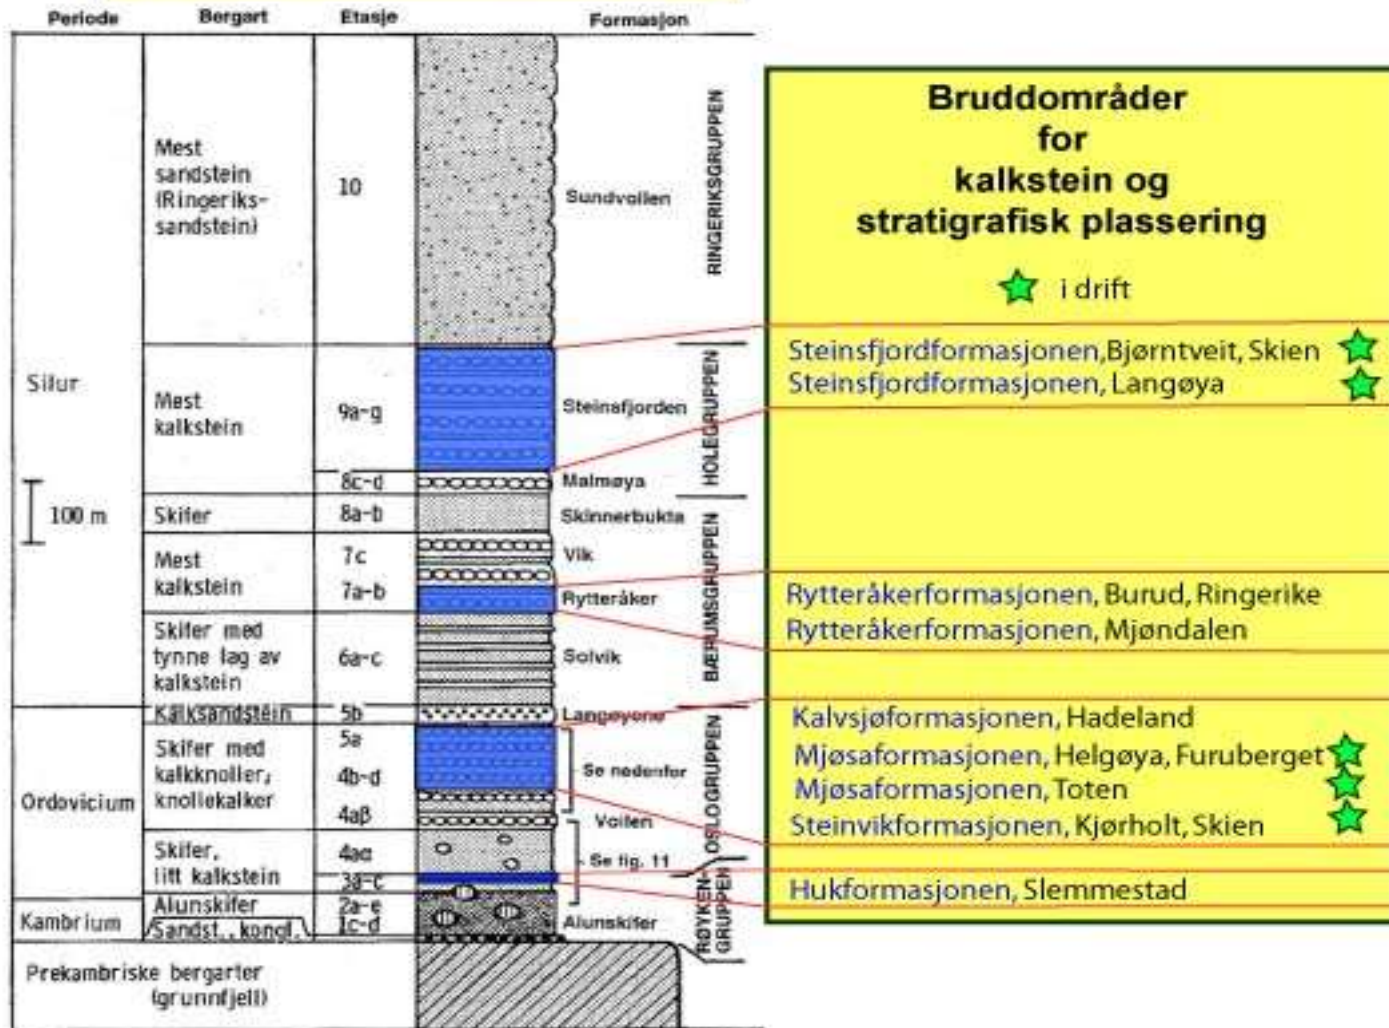 Periode Bergart Etasje Formasjon
Mest
sandstein
(Ringeriks-
sandstein)
10
Sundvollen
RINGERIKSGRUPPEN
Silur
Mest
kalkstein
9a-g
Steinsfjorden
HOLEGRUPPEN
8c-d
Malmøya
100 m
Skifer
8a-b
Skinnerbukta
Mest
kalkstein
7c
Vik
7a-b
Rytteråker
BÆRUMSGRUPPEN
Skifer med
tynne lag av
kalkstein
6a-c
Solvik
Ordovicium
Kalksandstein
5b
Langøyene
Skifer med
kalkknoller,
knollekalker
5a
4b-d
4aβ
Se nedenfor
Vollen
OSLOGRUPPEN
Skifer,
litt kalkstein
4aα
3a-c
Se fig. 11
RØYKEN-
GRUPPEN
Kambrium
Alunskifer
2a-e
Sandst., kongl.
1c-d
Alunskifer
Prekambriske bergarter
(grunnfjell)
Bruddområder
for
kalkstein og
stratigrafisk plassering
i drift
Steinsfjordformasjonen,Bjørntveit, Skien
Steinsfjordformasjonen, Langøya
Rytteråkerformasjonen, Burud, Ringerike
Rytteråkerformasjonen, Mjøndalen
Kalvsjøformasjonen, Hadeland
Mjøsaformasjonen, Helgøya, Furuberget
Mjøsaformasjonen, Toten
Steinvikformasjonen, Kjørholt, Skien
Hukformasjonen, Slemmestad